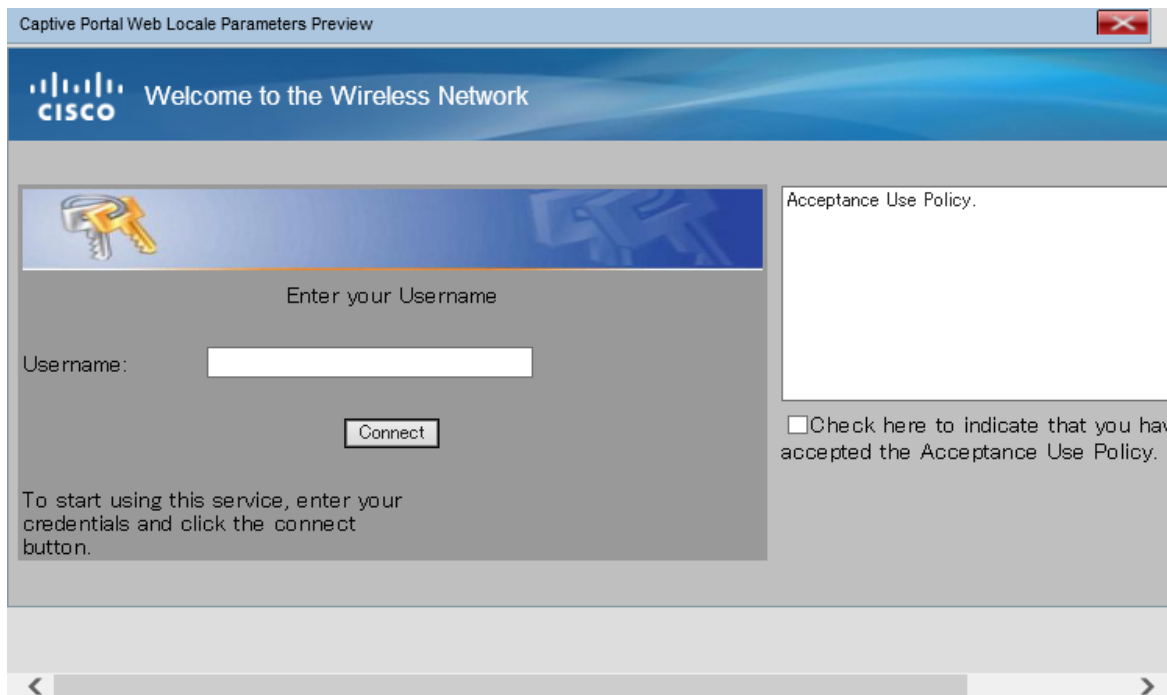 Captive Portal Web Locale Parameters Preview
CISCO
Welcome to the Wireless Network
Enter your Username
Username:
Connect
To start using this service, enter your
credentials and click the connect
button.
Acceptance Use Policy.
Check here to indicate that you hav
accepted the Acceptance Use Policy.